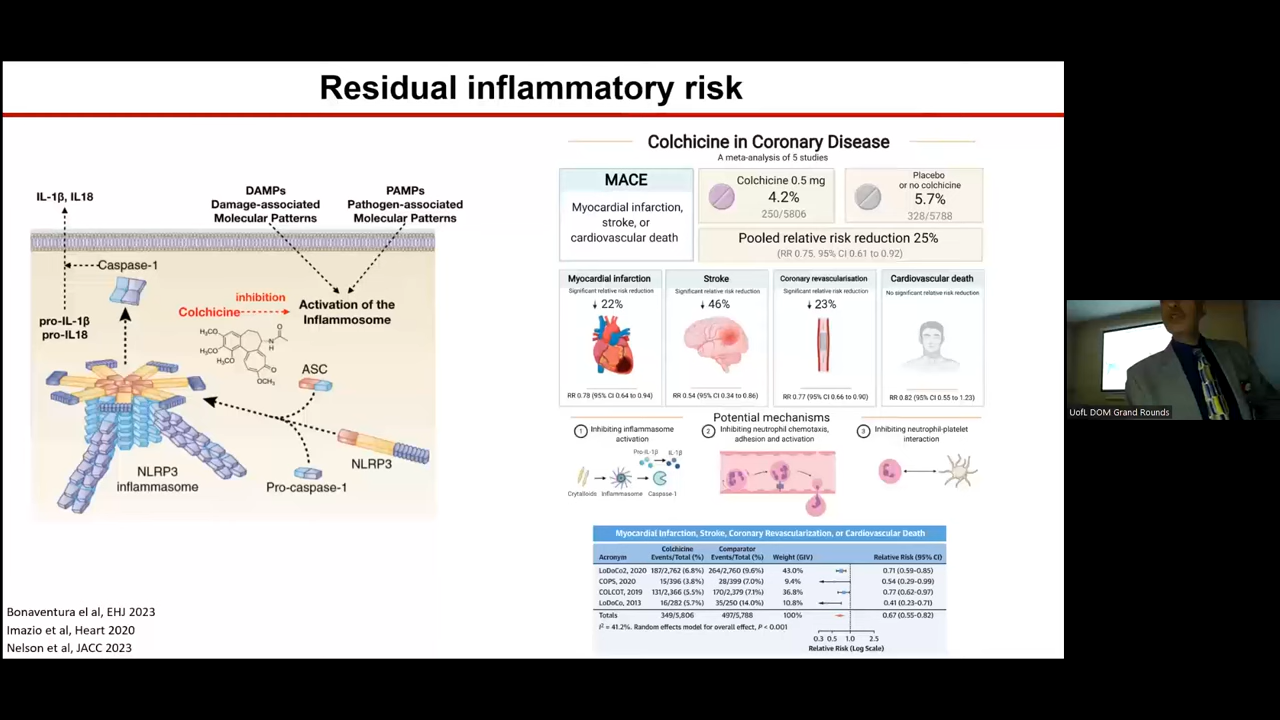 Residual inflammatory risk
IL-1β, IL18
DAMPs
Damage-associated
Molecular Patterns
PAMPs
Pathogen-associated
Molecular Patterns
Caspase-1
inhibition
Colchicine
Activation of the
Inflammosome
pro-IL-1β
pro-IL18
H₃CO
H₃CO
H₃CO
O
N
H
O
OCH₃
ASC
NLRP3
inflammasome
NLRP3
Pro-caspase-1
Bonaventura el al, EHJ 2023
Imazio et al, Heart 2020
Nelson et al, JACC 2023
Colchicine in Coronary Disease
A meta-analysis of 5 studies
MACE
Myocardial infarction,
stroke, or
cardiovascular death
Colchicine 0.5 mg
4.2%
250/5806
Placebo
or no colchicine
5.7%
328/5788
Pooled relative risk reduction 25%
(RR 0.75, 95% CI 0.61 to 0.92)
Myocardial infarction
Significant relative risk reduction
↓ 22%
RR 0.78 (95% CI 0.64 to 0.94)
Stroke
Significant relative risk reduction
↓ 46%
RR 0.54 (95% CI 0.34 to 0.86)
Coronary revascularisation
Significant relative risk reduction
↓ 23%
RR 0.77 (95% CI 0.66 to 0.90)
Cardiovascular death
No significant relative risk reduction
RR 0.82 (95% CI 0.55 to 1.23)
Potential mechanisms
1 Inhibiting inflammasome
activation
Pro-IL-1β IL-1β
Crytalloids Inflammasome Caspase-1
2 Inhibiting neutrophil chemotaxis,
adhesion and activation
3 Inhibiting neutrophil-platelet
interaction
Myocardial Infarction, Stroke, Coronary Revascularization, or Cardiovascular Death
Acronym Colchicine Events/Total (%) Comparator Events/Total (%) Weight (GIV) Relative Risk (95% CI)
LoDoCo2, 2020 187/2,762 (6.8%) 264/2,760 (9.6%) 43.0% 0.71 (0.59-0.85)
COPS, 2020 15/396 (3.8%) 28/399 (7.0%) 9.4% 0.54 (0.29-0.99)
COLCOT, 2019 131/2,366 (5.5%) 170/2,379 (7.1%) 36.8% 0.77 (0.62-0.97)
LoDoCo, 2013 16/282 (5.7%) 35/250 (14.0%) 10.8% 0.41 (0.23-0.71)
Totals 349/5,806 497/5,788 100% 0.67 (0.55-0.82)
I² = 41.2%. Random effects model for overall effect, P < 0.001
0.3 0.5 1.0 2.5
Relative Risk (Log Scale)
UofL DOM Grand Rounds